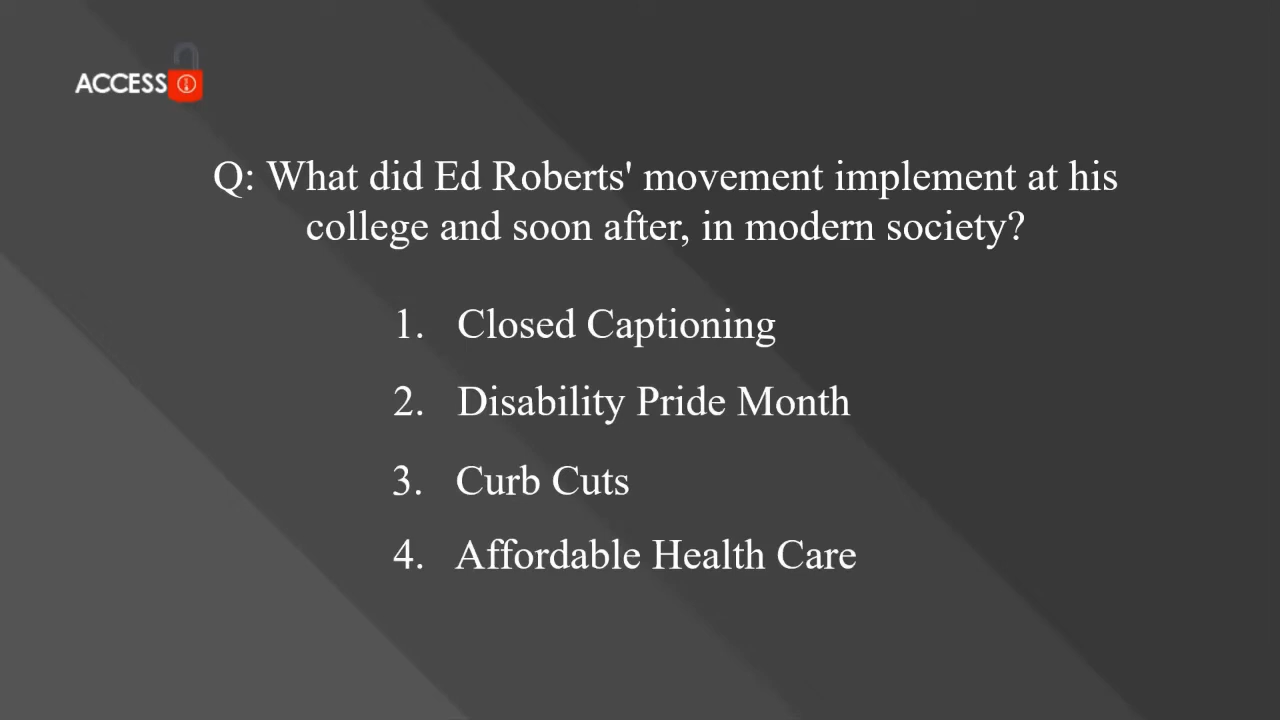 ACCESS
Q: What did Ed Roberts' movement implement at his
college and soon after, in modern society?
1. Closed Captioning
2. Disability Pride Month
3. Curb Cuts
4. Affordable Health Care